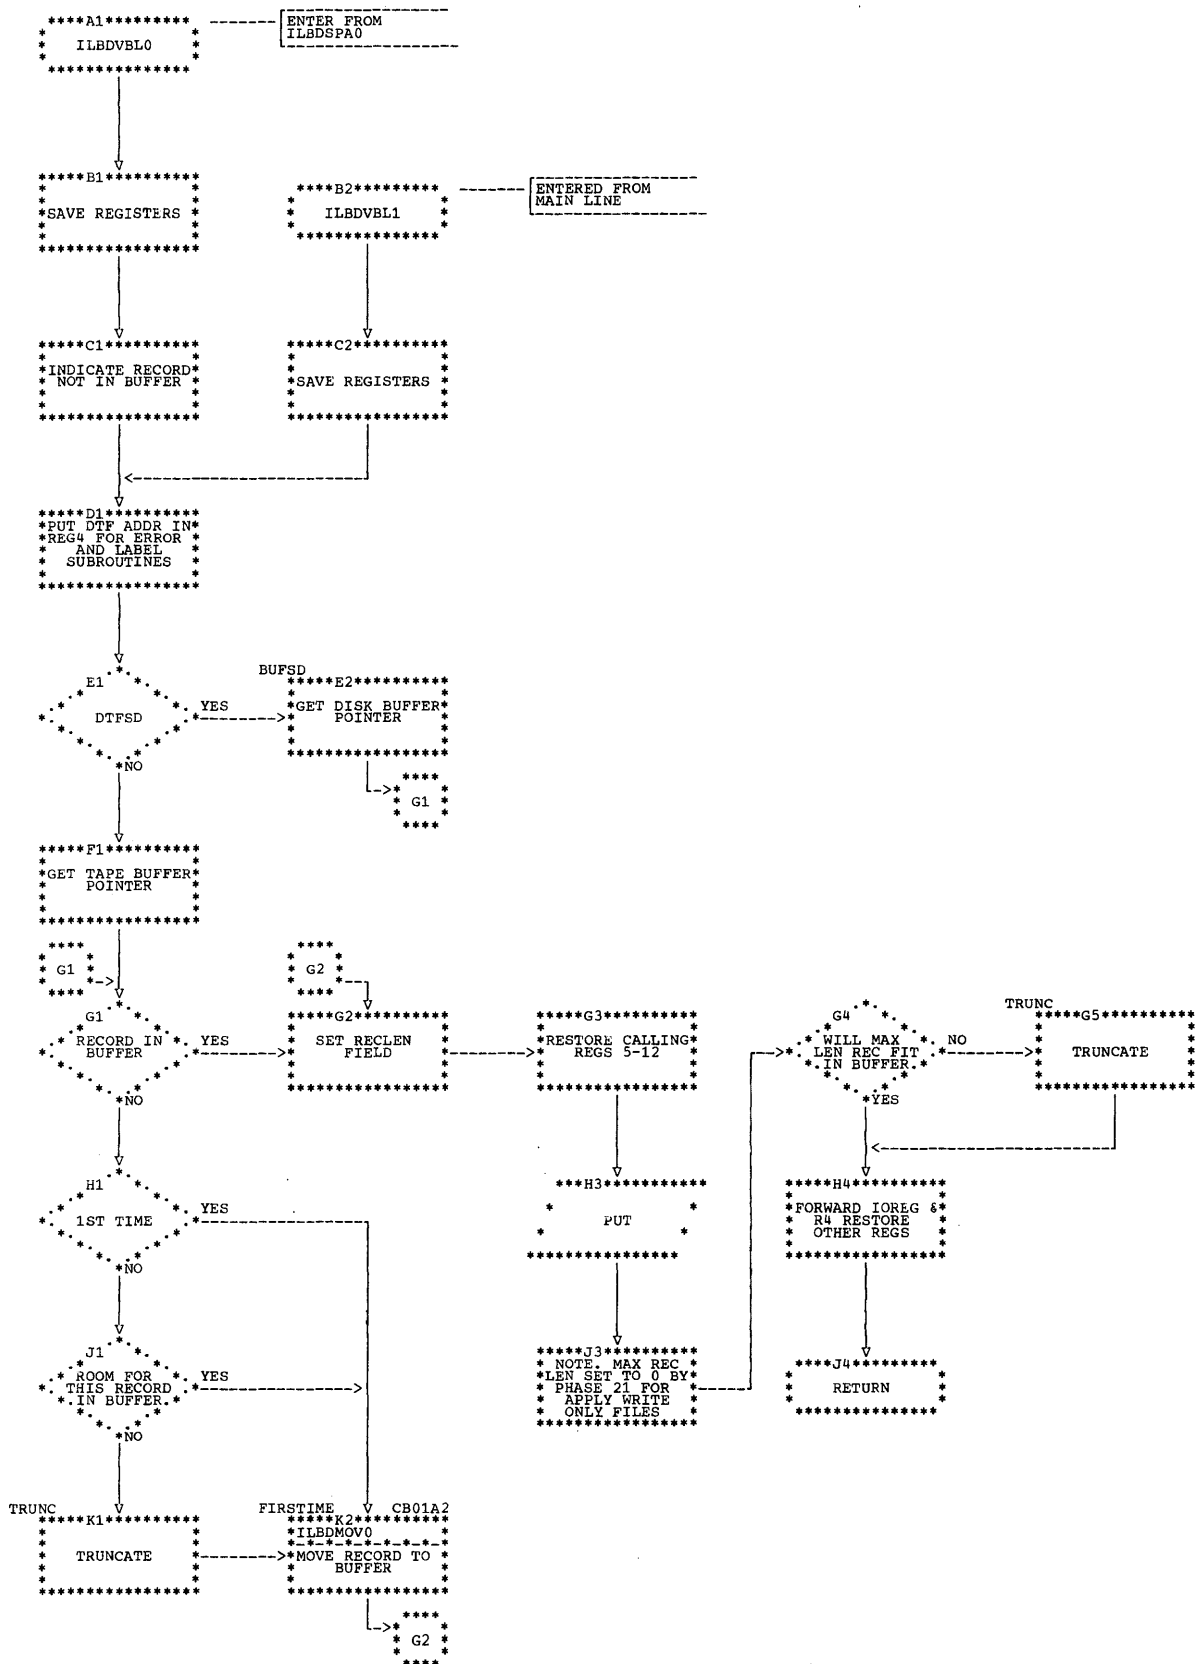 A1
ILBDVBL0
ENTER FROM
ILBDSPA0
B1
SAVE REGISTERS
B2
ILBDVBL1
ENTERED FROM
MAIN LINE
C1
INDICATE RECORD
NOT IN BUFFER
C2
SAVE REGISTERS
D1
PUT DTF ADDR IN
REG4 FOR ERROR
AND LABEL
SUBROUTINES
E1
DTFSD
YES
NO
BUFSD
E2
GET DISK BUFFER
POINTER
G1
F1
GET TAPE BUFFER
POINTER
G1
G1
RECORD IN
BUFFER
YES
NO
G2
G2
SET RECLEN
FIELD
G3
RESTORE CALLING
REGS 5-12
G4
WILL MAX
LEN REC FIT
IN BUFFER
NO
YES
TRUNC
G5
TRUNCATE
H1
1ST TIME
YES
NO
H3
PUT
H4
FORWARD IOREG &
R4 RESTORE
OTHER REGS
J1
ROOM FOR
THIS RECORD
IN BUFFER
YES
NO
J3
NOTE. MAX REC
LEN SET TO 0 BY
PHASE 21 FOR
APPLY WRITE
ONLY FILES
J4
RETURN
TRUNC
K1
TRUNCATE
FIRSTIME CB01A2
K2
ILBDMOV0
MOVE RECORD TO
BUFFER
G2